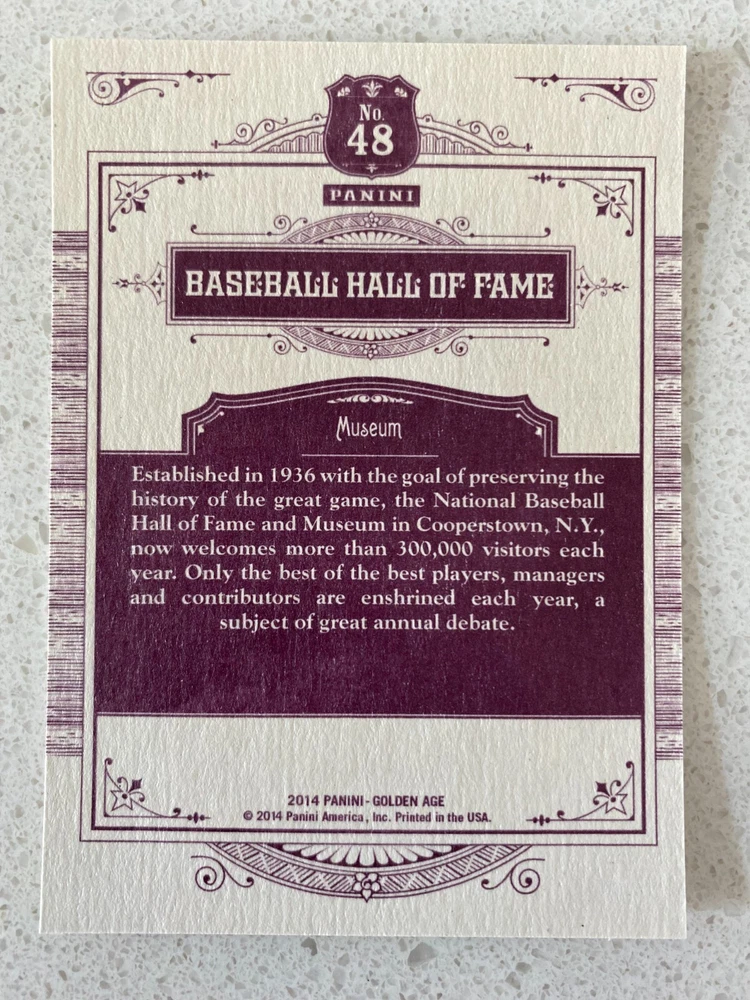 No.
48
PANINI
BASEBALL HALL OF FAME
Museum
Established in 1936 with the goal of preserving the
history of the great game, the National Baseball
Hall of Fame and Museum in Cooperstown, N.Y.,
now welcomes more than 300,000 visitors each
year. Only the best of the best players, managers
and contributors are enshrined each year, a
subject of great annual debate.
2014 PANINI - GOLDEN AGE
© 2014 Panini America, Inc. Printed in the USA.